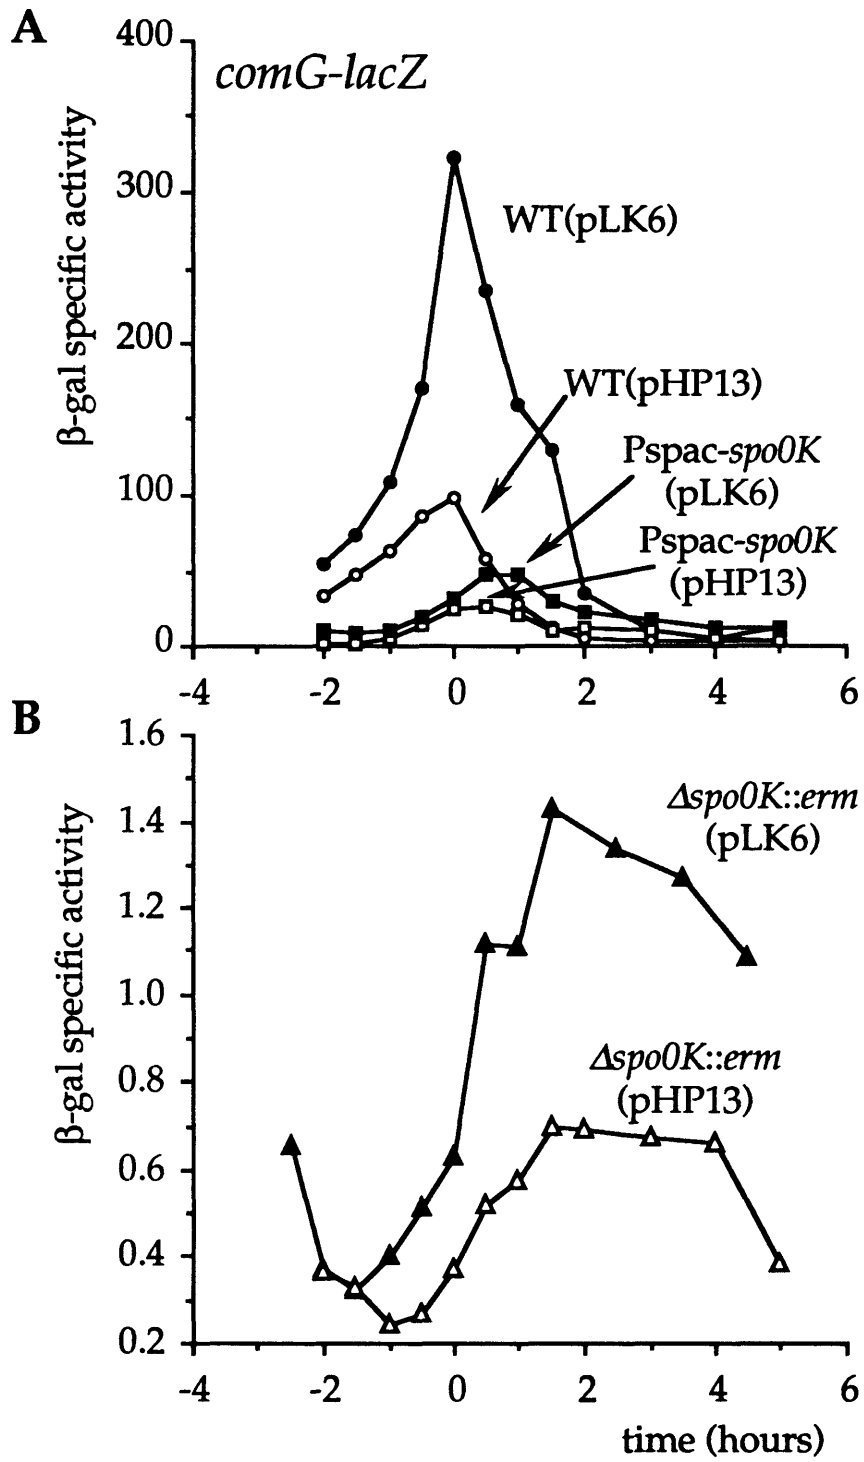 A
400
comG-lacZ
300
WT(pLK6)
β-gal specific activity
200
WT(pHP13)
Pspac-spo0K
(pLK6)
100
Pspac-spo0K
(pHP13)
0
-4 -2 0 2 4 6
B
1.6
Δspo0K::erm
(pLK6)
1.4
1.2
β-gal specific activity
1.0
Δspo0K::erm
(pHP13)
0.8
0.6
0.4
0.2
-4 -2 0 2 4 6
time (hours)